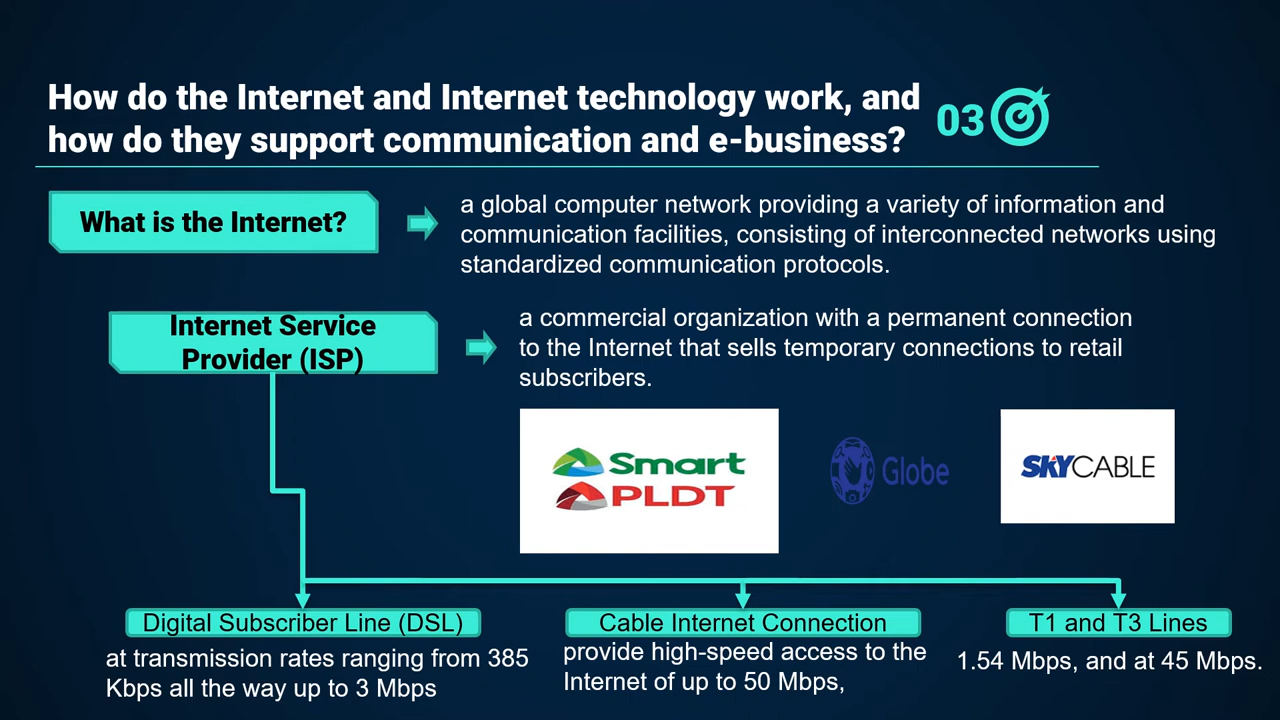 How do the Internet and Internet technology work, and
how do they support communication and e-business?
03
What is the Internet?
a global computer network providing a variety of information and
communication facilities, consisting of interconnected networks using
standardized communication protocols.
Internet Service
Provider (ISP)
a commercial organization with a permanent connection
to the Internet that sells temporary connections to retail
subscribers.
Smart
PLDT
Globe
SKYCABLE
Digital Subscriber Line (DSL)
at transmission rates ranging from 385
Kbps all the way up to 3 Mbps
Cable Internet Connection
provide high-speed access to the
Internet of up to 50 Mbps,
T1 and T3 Lines
1.54 Mbps, and at 45 Mbps.